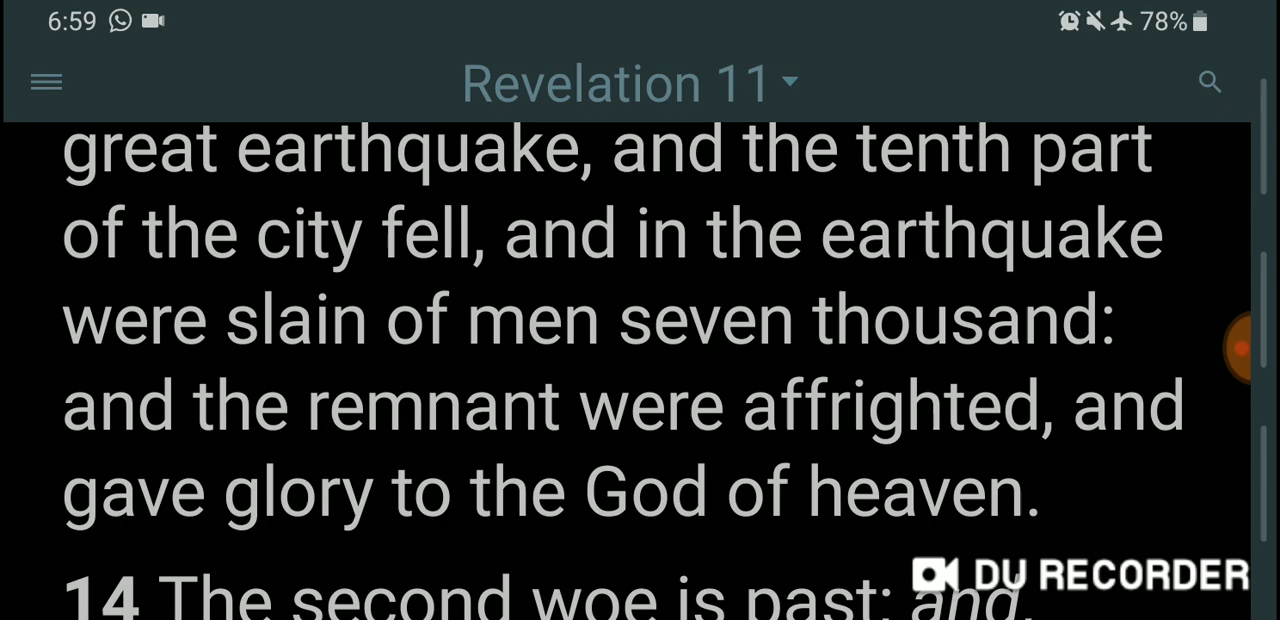 6:59 78%
Revelation 11
great earthquake, and the tenth part
of the city fell, and in the earthquake
were slain of men seven thousand:
and the remnant were affrighted, and
gave glory to the God of heaven.
14 The second woe is past; and,
DU RECORDER